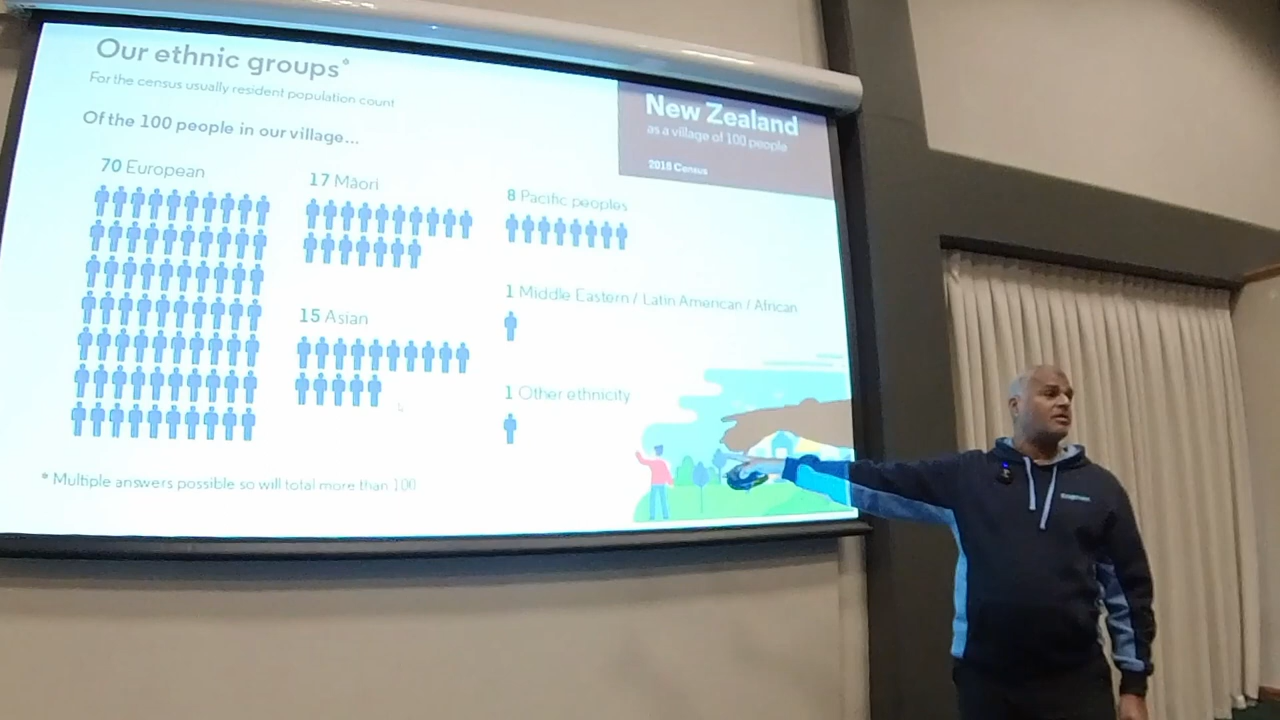 Our ethnic groups*
For the census usually resident population count
Of the 100 people in our village...
New Zealand
as a village of 100 people
2018 Census
70 European
17 Māori
15 Asian
8 Pacific peoples
1 Middle Eastern / Latin American / African
1 Other ethnicity
* Multiple answers possible so will total more than 100